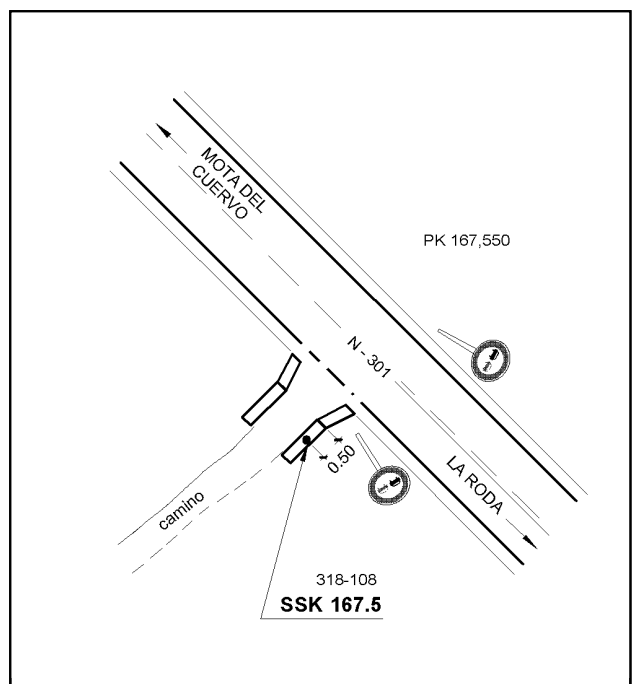 MOTA DEL
CUERVO
PK 167,550
N - 301
LA RODA
0.50
camino
318-108
SSK 167.5